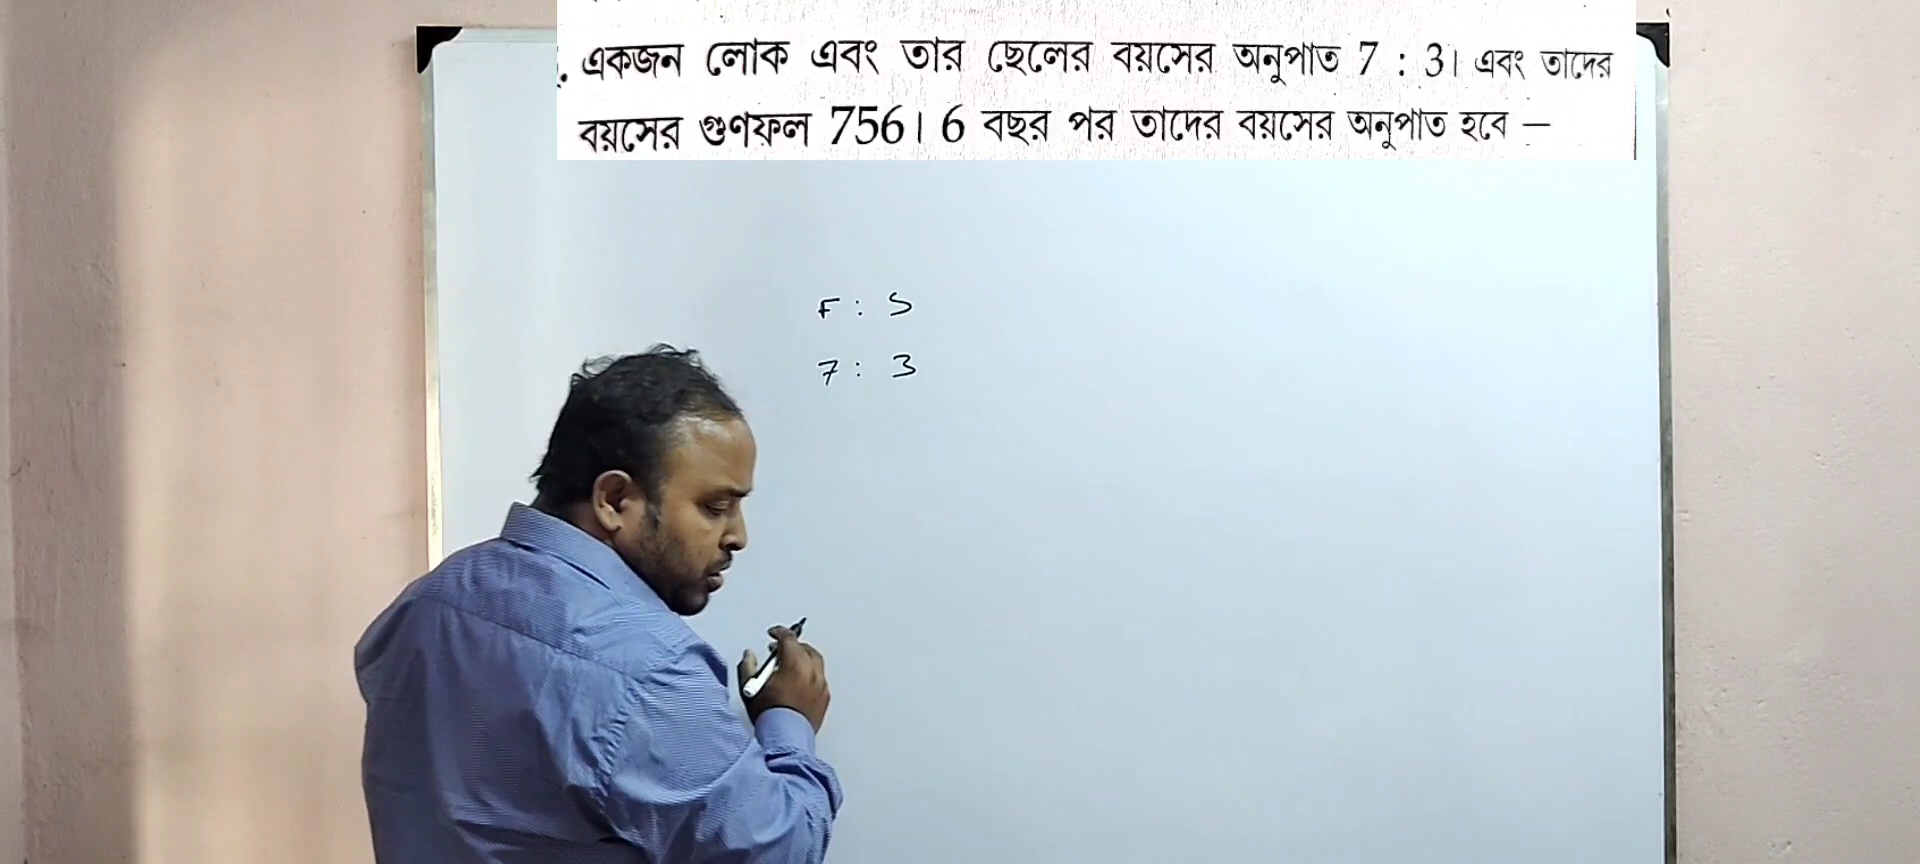 একজন লোক এবং তার ছেলের বয়সের অনুপাত 7 : 3। এবং তাদের
বয়সের গুণফল 756। 6 বছর পর তাদের বয়সের অনুপাত হবে —
F : S
7 : 3